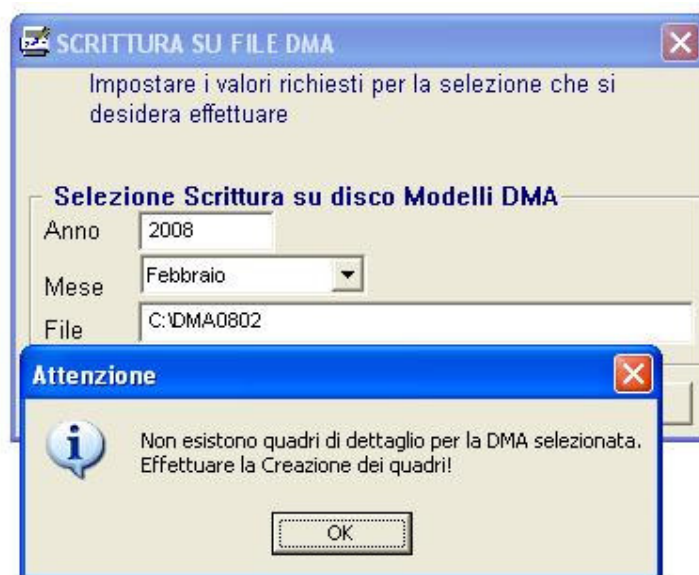 SCRITTURA SU FILE DMA
Impostare i valori richiesti per la selezione che si
desidera effettuare
Selezione Scrittura su disco Modelli DMA
Anno 2008
Mese Febbraio
File C:\DMA0802
Attenzione
Non esistono quadri di dettaglio per la DMA selezionata.
Effettuare la Creazione dei quadri!
OK